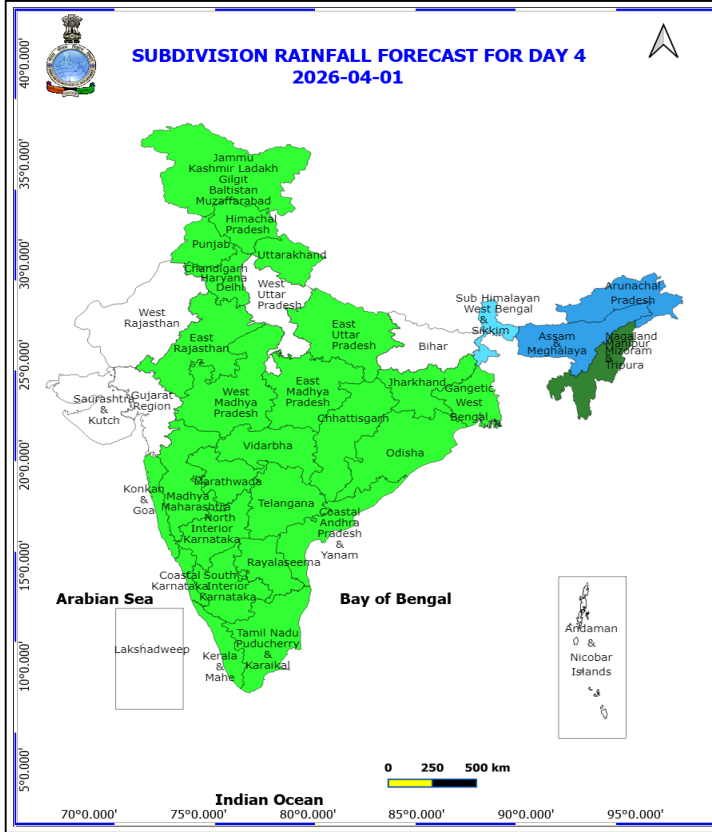 SUBDIVISION RAINFALL FORECAST FOR DAY 4
2026-04-01
40°0.000'
35°0.000'
30°0.000'
25°0.000'
20°0.000'
15°0.000'
10°0.000'
5°0.000'
Jammu
Kashmir Ladakh
Gilgit
Baltistan
Muzaffarabad
Himachal
Pradesh
Punjab
Uttarakhand
Chandigarh
Haryana
Delhi
West
Uttar
Pradesh
West
Rajasthan
East
Rajasthan
East
Uttar
Pradesh
Bihar
Sub Himalayan
West Bengal
&
Sikkim
Arunachal
Pradesh
Assam
&
Meghalaya
Nagaland
Manipur
Mizoram
&
Tripura
Saurashtra
&
Kutch
Gujarat
Region
West
Madhya
Pradesh
East
Madhya
Pradesh
Jharkhand
Gangetic
West
Bengal
Chhattisgarh
Odisha
Vidarbha
Konkan
&
Goa
Marathwada
Madhya
Maharashtra
Telangana
North
Interior
Karnataka
Coastal
Andhra
Pradesh
&
Yanam
Rayalaseema
Coastal
Karnataka
South
Interior
Karnataka
Arabian Sea
Bay of Bengal
Lakshadweep
Kerala
&
Mahe
Tamil Nadu
Puducherry
&
Karaikal
Andaman
&
Nicobar
Islands
0 250 500 km
Indian Ocean
70°0.000' 75°0.000' 80°0.000' 85°0.000' 90°0.000' 95°0.000'